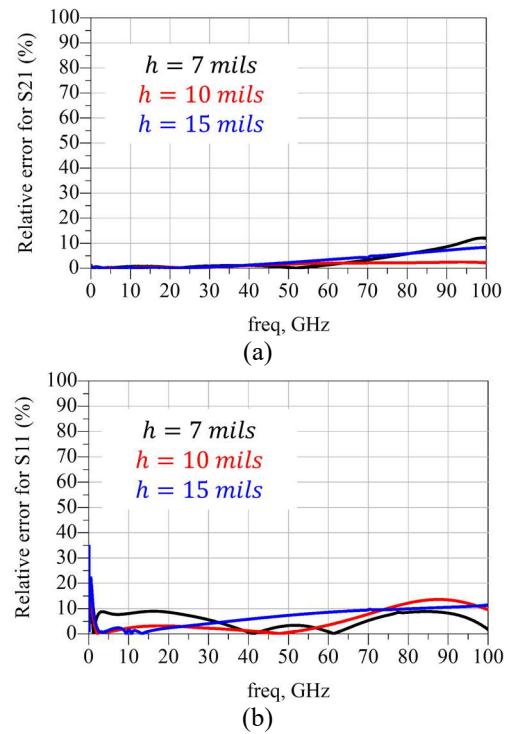 Relative error for S21 (%)
100
90
80
70
60
50
40
30
20
10
0
h = 7 mils
h = 10 mils
h = 15 mils
0 10 20 30 40 50 60 70 80 90 100
freq, GHz
(a)
Relative error for S11 (%)
100
90
80
70
60
50
40
30
20
10
0
h = 7 mils
h = 10 mils
h = 15 mils
0 10 20 30 40 50 60 70 80 90 100
freq, GHz
(b)